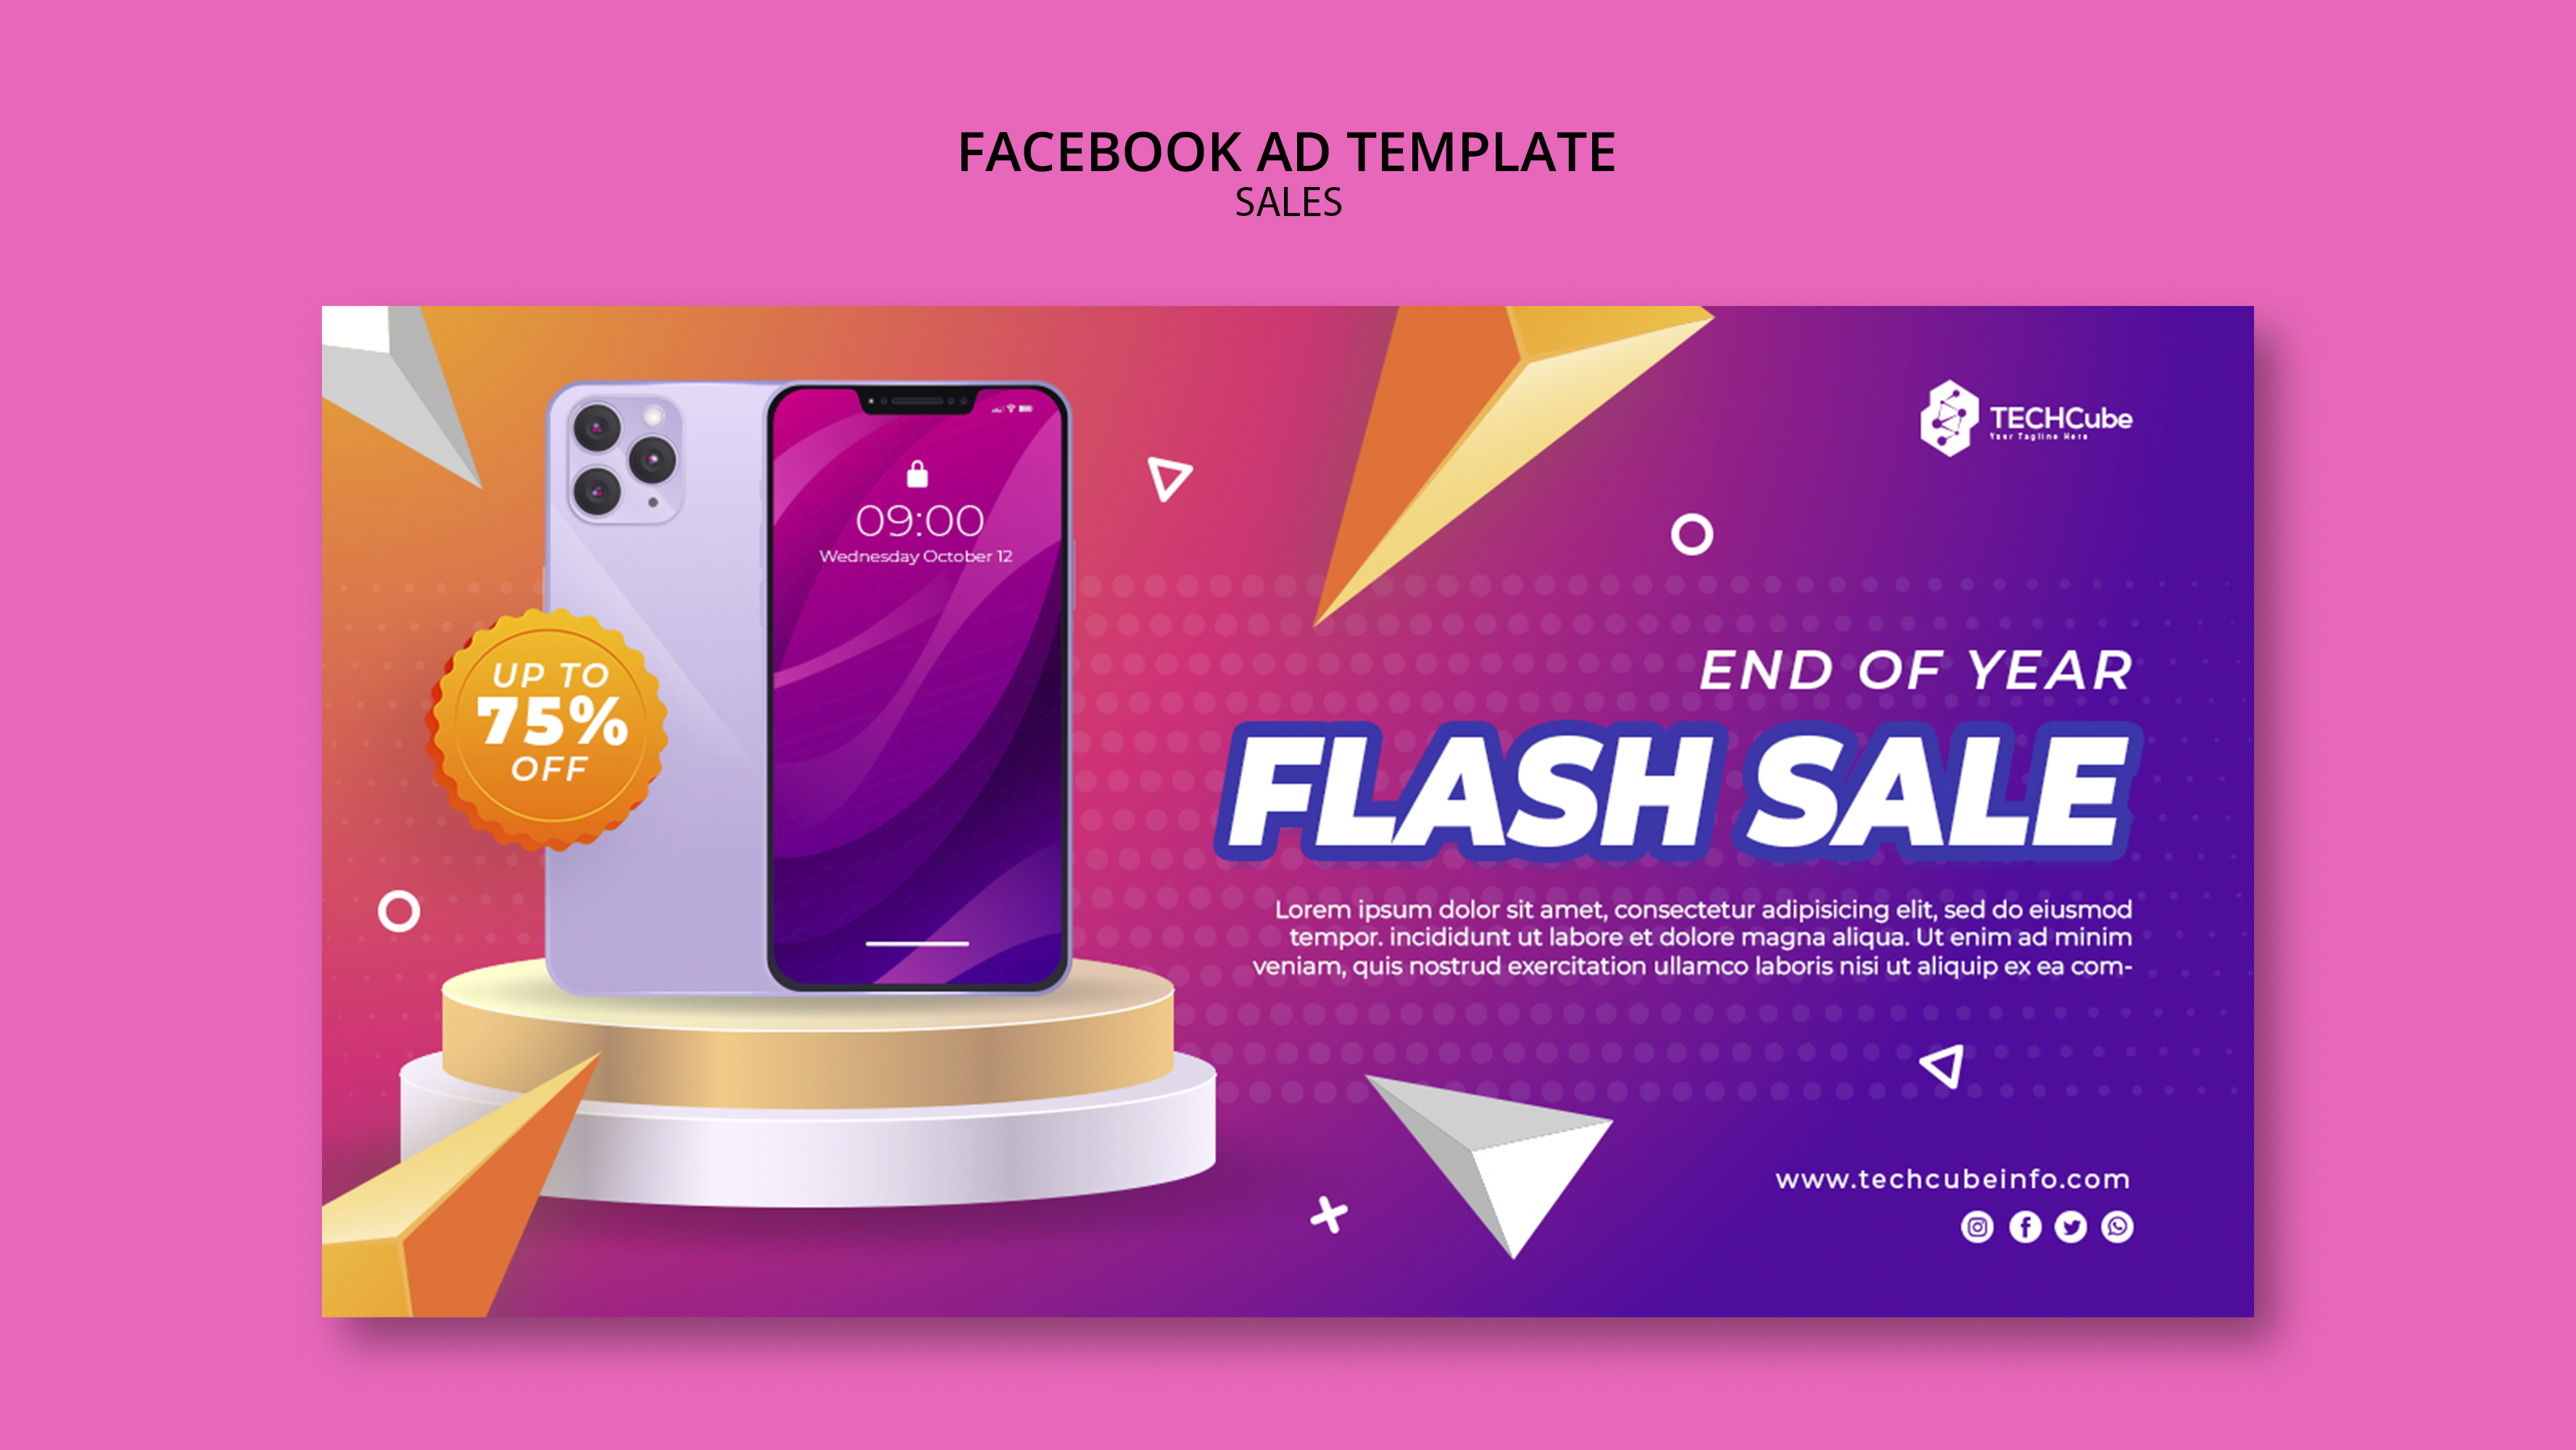 FACEBOOK AD TEMPLATE
SALES
TECHCube
Your Tagline Here
09:00
Wednesday October 12
UP TO
75%
OFF
END OF YEAR
FLASH SALE
Lorem ipsum dolor sit amet, consectetur adipisicing elit, sed do eiusmod
tempor. incididunt ut labore et dolore magna aliqua. Ut enim ad minim
veniam, quis nostrud exercitation ullamco laboris nisi ut aliquip ex ea com-
www.techcubeinfo.com